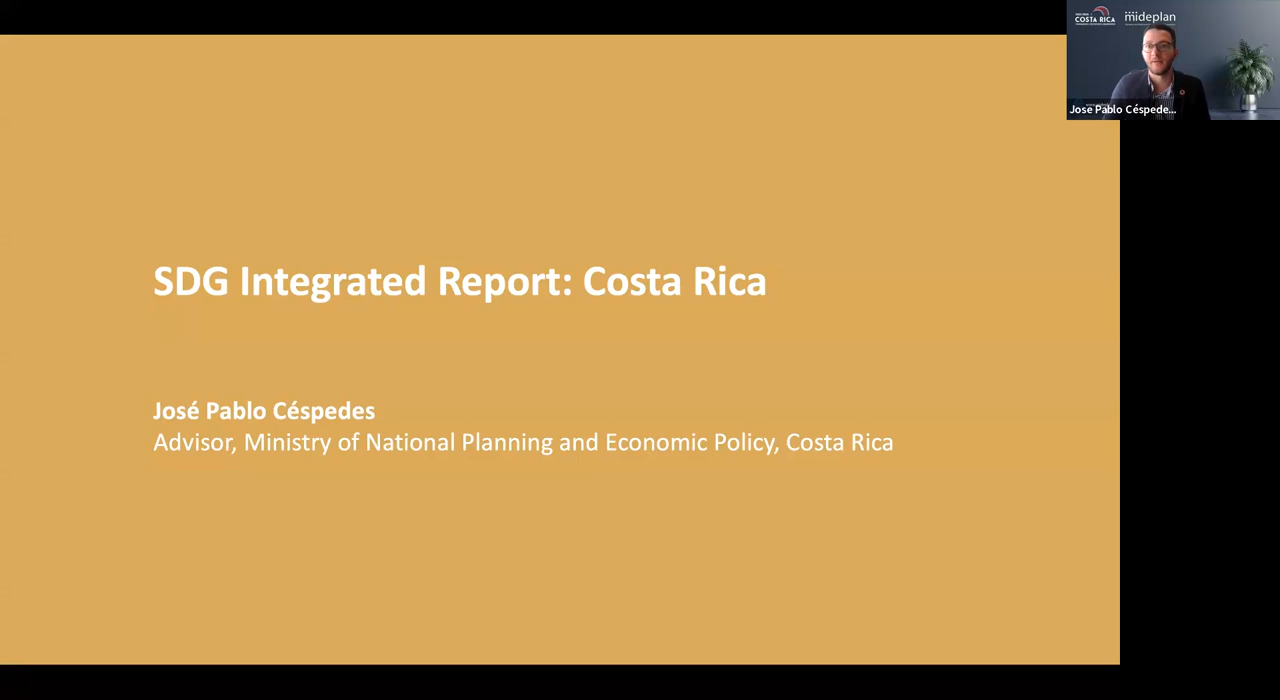 COSTA RICA
mideplan
José Pablo Céspede...
SDG Integrated Report: Costa Rica
José Pablo Céspedes
Advisor, Ministry of National Planning and Economic Policy, Costa Rica